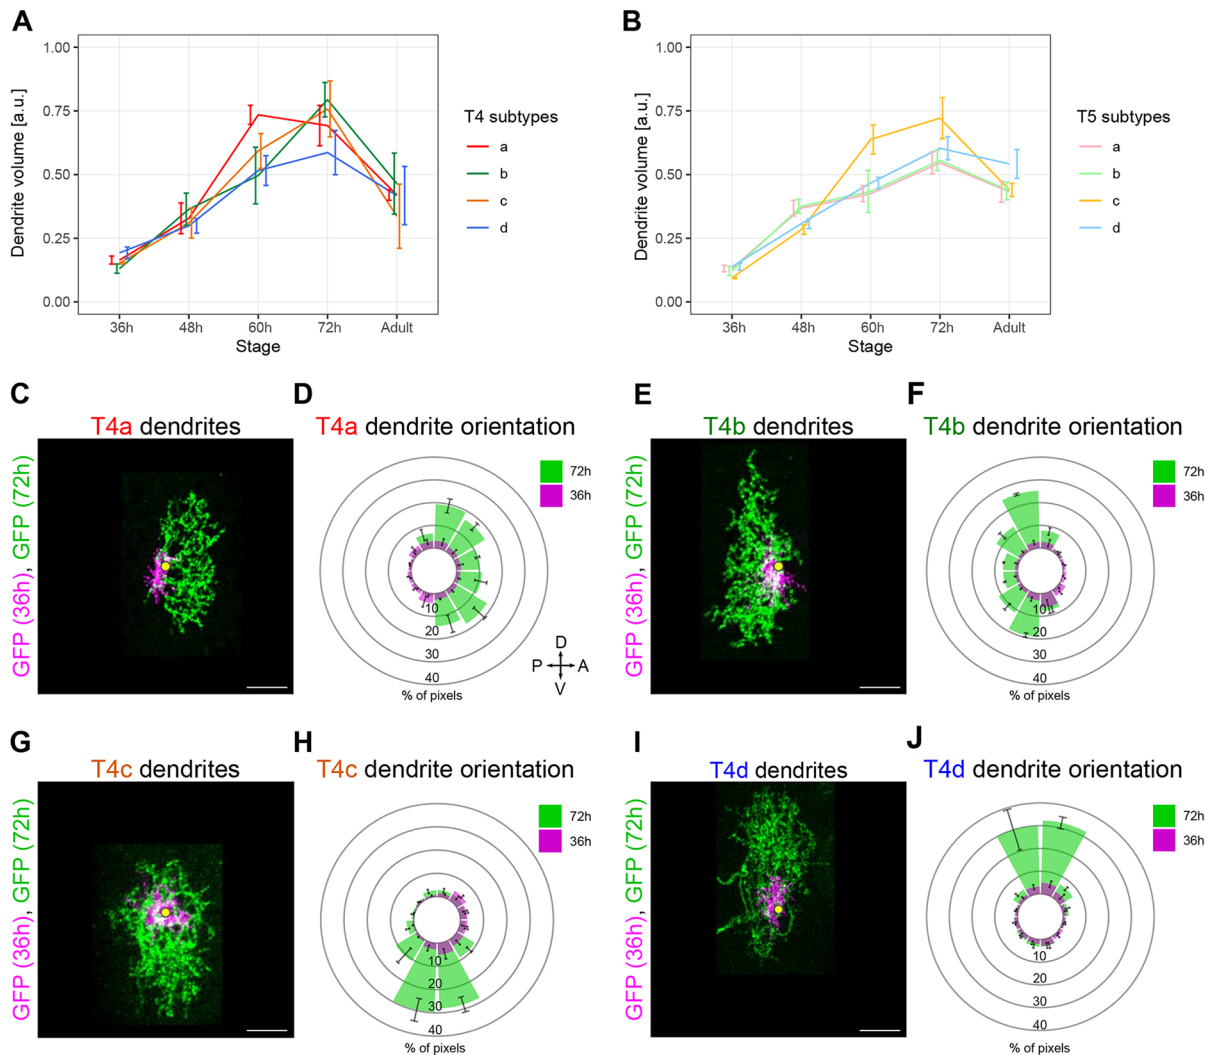 A
1.00
0.75
0.50
0.25
0.00
Dendrite volume [a.u.]
36h 48h 60h 72h Adult
Stage
T4 subtypes
a
b
c
d
B
1.00
0.75
0.50
0.25
0.00
Dendrite volume [a.u.]
36h 48h 60h 72h Adult
Stage
T5 subtypes
a
b
c
d
C
T4a dendrites
GFP (36h), GFP (72h)
D
T4a dendrite orientation
72h
36h
10
20
30
40
% of pixels
D
P A
V
E
T4b dendrites
GFP (36h), GFP (72h)
F
T4b dendrite orientation
72h
36h
10
20
30
40
% of pixels
G
T4c dendrites
GFP (36h), GFP (72h)
H
T4c dendrite orientation
72h
36h
10
20
30
40
% of pixels
I
T4d dendrites
GFP (36h), GFP (72h)
J
T4d dendrite orientation
72h
36h
10
20
30
40
% of pixels